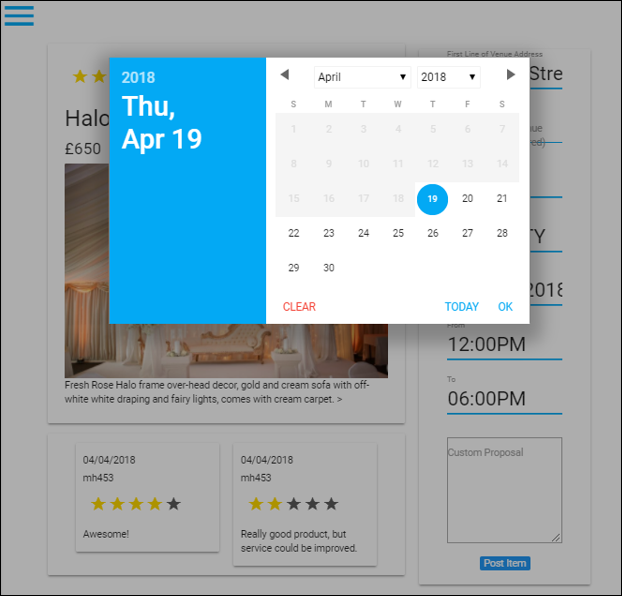 First Line of Venue Address
Stre
Halo
£650
2018
Thu,
Apr 19
April
2018
S M T W T F S
1 2 3 4 5 6 7
8 9 10 11 12 13 14
15 16 17 18 19 20 21
22 23 24 25 26 27 28
29 30
CLEAR TODAY OK
TY
2018
From
12:00PM
To
06:00PM
Custom Proposal
Post Item
Fresh Rose Halo frame over-head decor, gold and cream sofa with off-
white white draping and fairy lights, comes with cream carpet. >
04/04/2018
mh453
Awesome!
04/04/2018
mh453
Really good product, but
service could be improved.